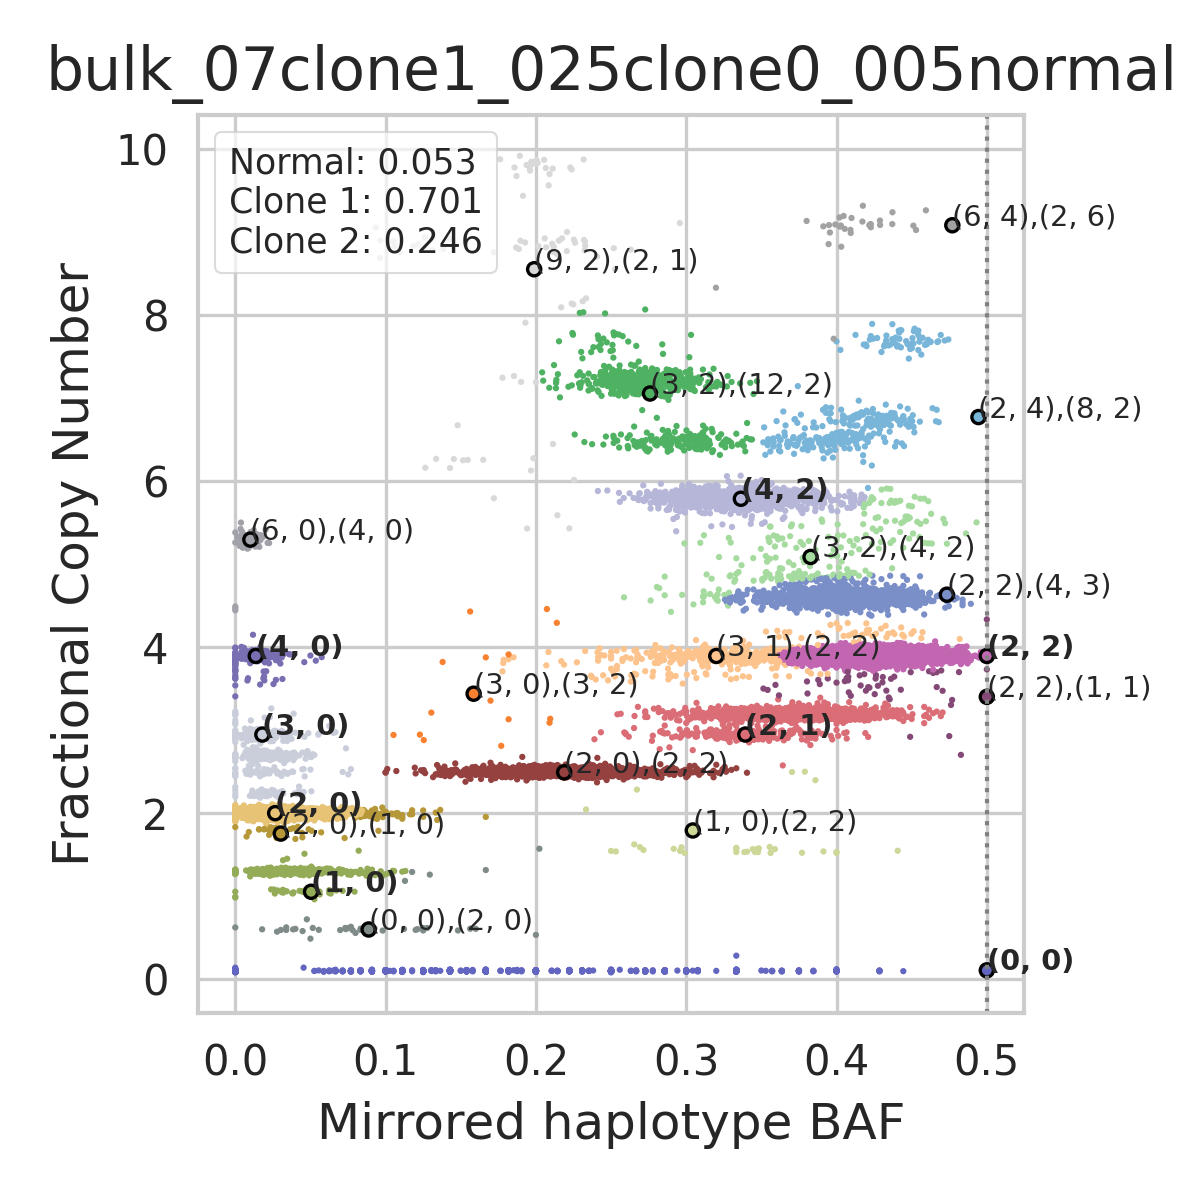 bulk_07clone1_025clone0_005normal
Normal: 0.053
Clone 1: 0.701
Clone 2: 0.246
Fractional Copy Number
10
8
6
4
2
0
(6, 4),(2, 6)
(9, 2),(2, 1)
(3, 2),(12, 2)
(2, 4),(8, 2)
(4, 2)
(6, 0),(4, 0)
(3, 2),(4, 2)
(2, 2),(4, 3)
(4, 0)
(3, 1),(2, 2)
(2, 2)
(3, 0),(3, 2)
(2, 2),(1, 1)
(3, 0)
(2, 1)
(2, 0),(2, 2)
(2, 0)
(2, 0),(1, 0)
(1, 0),(2, 2)
(1, 0)
(0, 0),(2, 0)
(0, 0)
0.0 0.1 0.2 0.3 0.4 0.5
Mirrored haplotype BAF